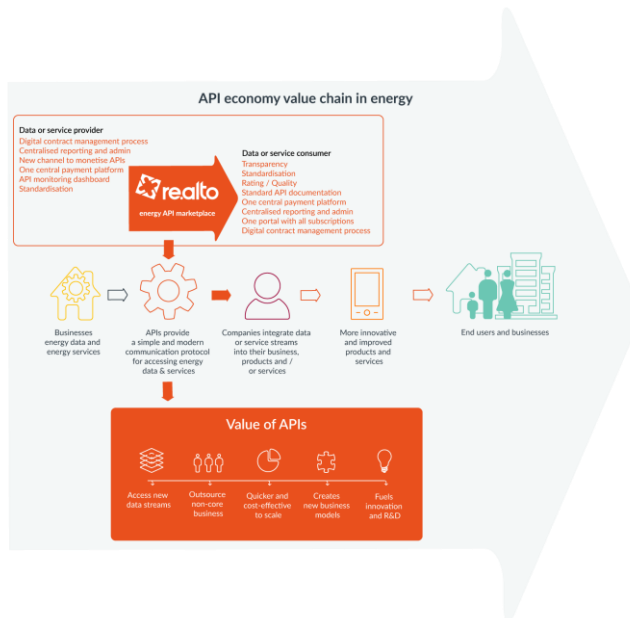 API economy value chain in energy
Data or service provider
Digital contract management process
Centralised reporting and admin
New channel to monetise APIs
One central payment platform
API monitoring dashboard
Standardisation
re.alto
energy API marketplace
Data or service consumer
Transparency
Standardisation
Rating / Quality
Standard API documentation
One central payment platform
Centralised reporting and admin
One portal with all subscriptions
Digital contract management process
Businesses
energy data and
energy services
APIs provide
a simple and modern
communication protocol
for accessing energy
data & services
Companies integrate data
or service streams
into their business,
products and /
or services
More innovative
and improved
products and
services
End users and businesses
Value of APIs
Access new
data streams
Outsource
non-core
business
Quicker and
cost-effective
to scale
Creates
new business
models
Fuels
innovation
and R&D